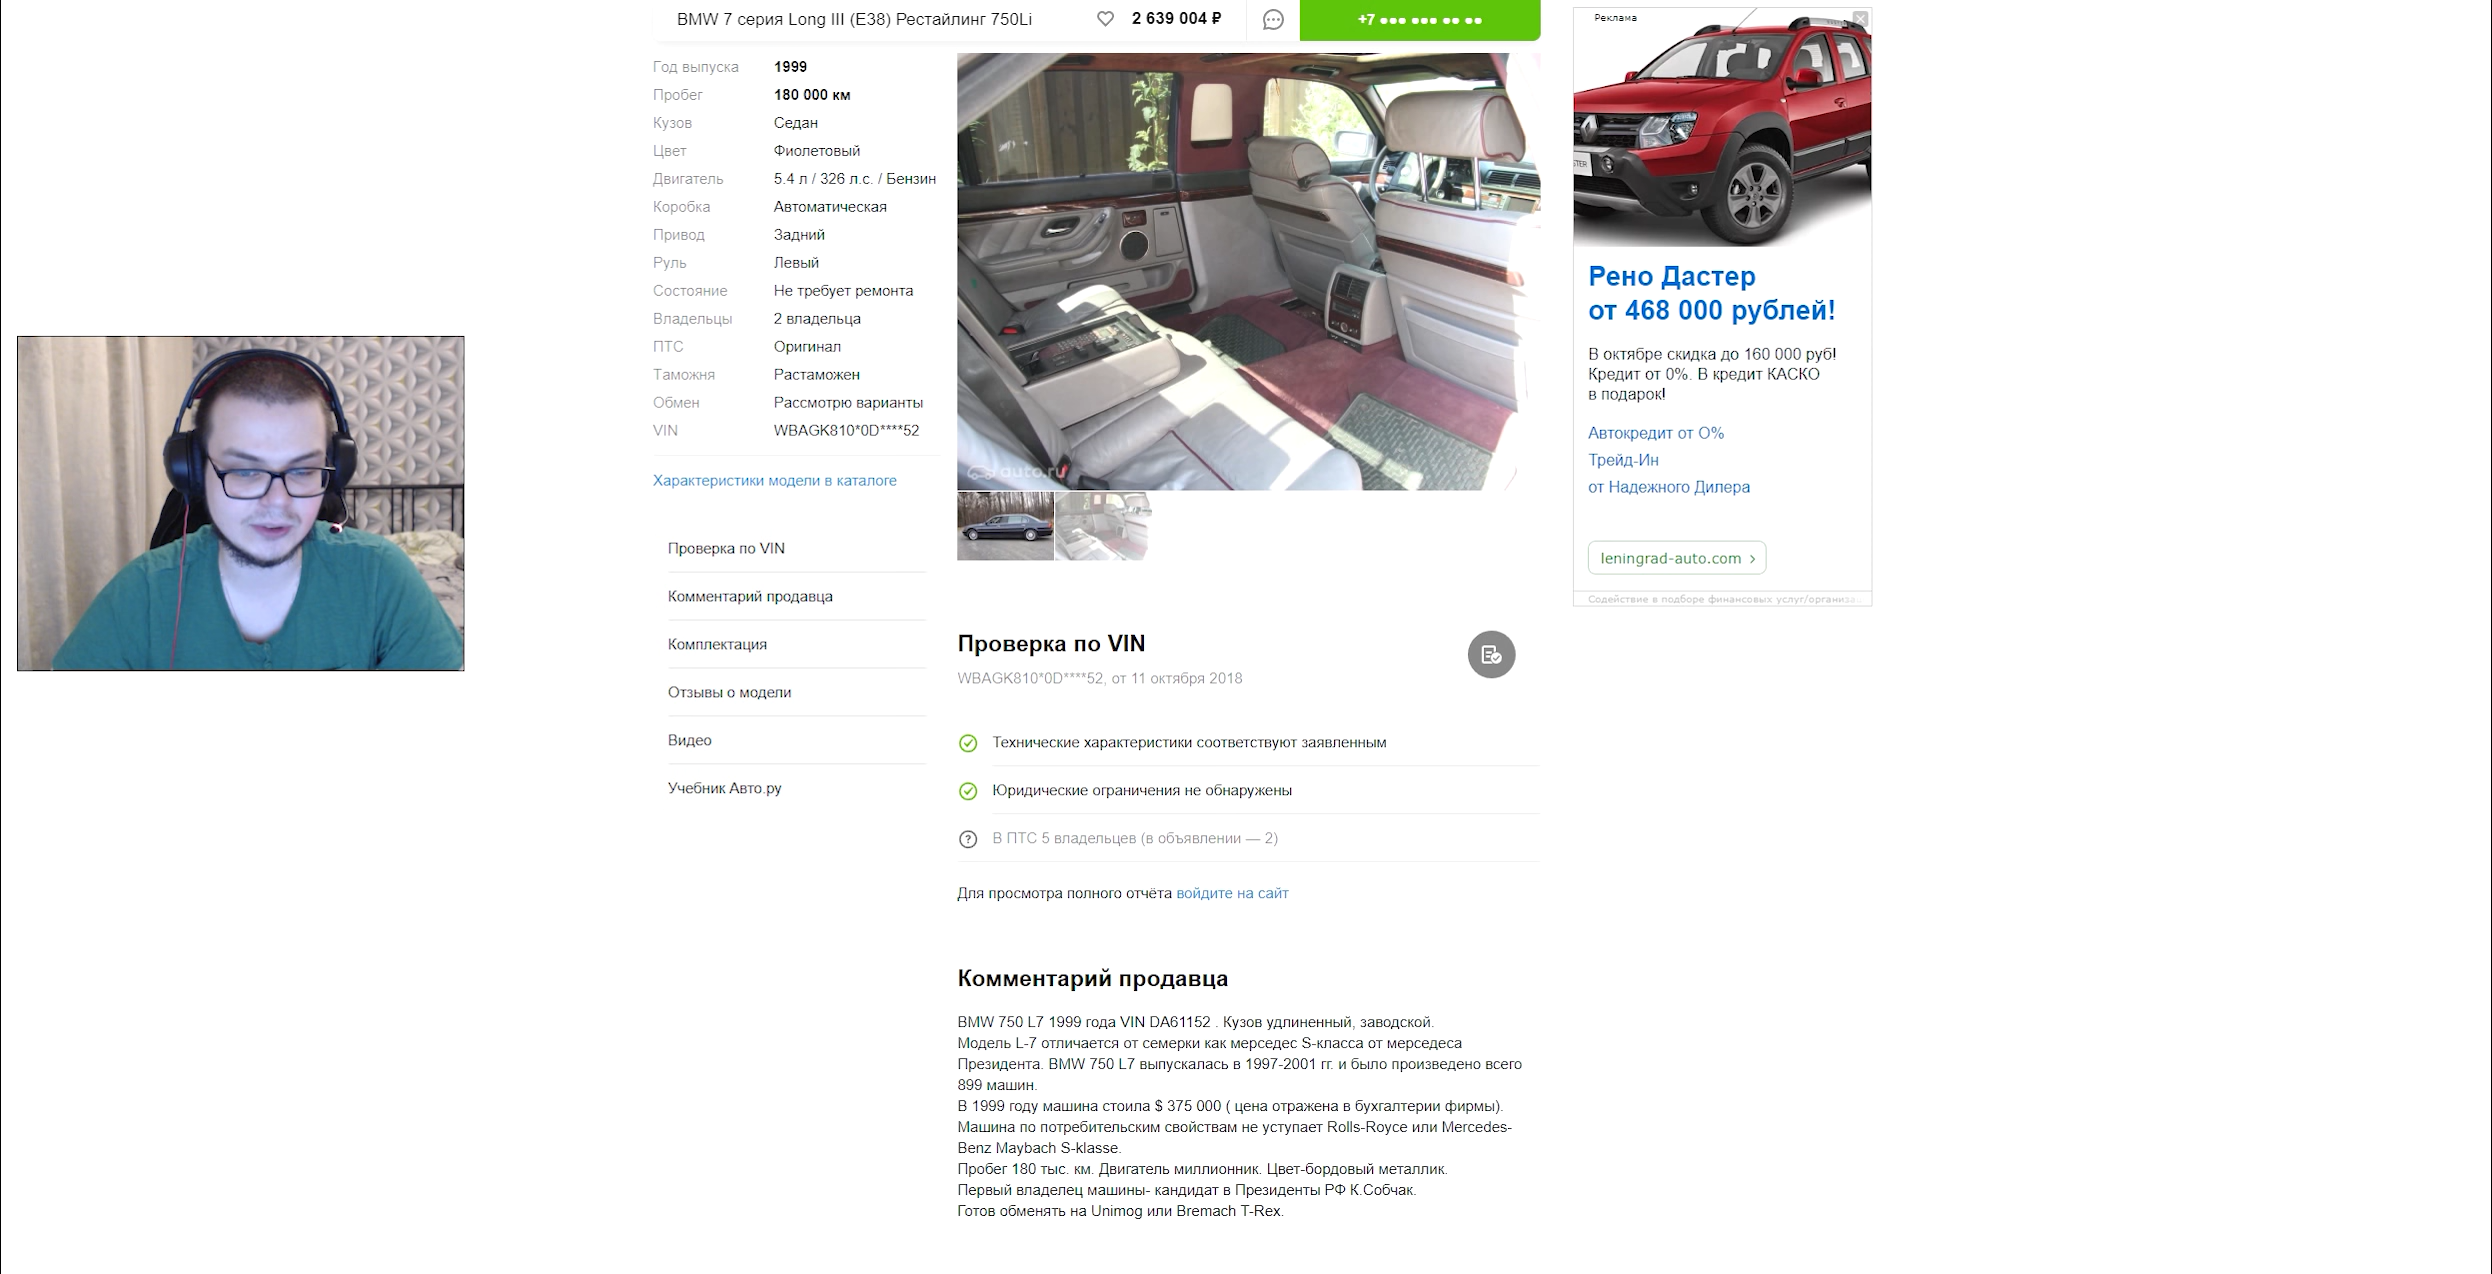 BMW 7 серия Long III (E38) Рестайлинг 750Li
2 639 004 ₽
+7 ●●● ●●● ●● ●●
Год выпуска 1999
Пробег 180 000 км
Кузов Седан
Цвет Фиолетовый
Двигатель 5.4 л / 326 л.с. / Бензин
Коробка Автоматическая
Привод Задний
Руль Левый
Состояние Не требует ремонта
Владельцы 2 владельца
ПТС Оригинал
Таможня Растаможен
Обмен Рассмотрю варианты
VIN WBAGK810*0D****52
Характеристики модели в каталоге
Проверка по VIN
Комментарий продавца
Комплектация
Отзывы о модели
Видео
Учебник Авто.ру
auto.ru
Проверка по VIN
WBAGK810*0D****52, от 11 октября 2018
Технические характеристики соответствуют заявленным
Юридические ограничения не обнаружены
В ПТС 5 владельцев (в объявлении — 2)
Для просмотра полного отчёта войдите на сайт
Комментарий продавца
BMW 750 L7 1999 года VIN DA61152 . Кузов удлиненный, заводской.
Модель L-7 отличается от семерки как мерседес S-класса от мерседеса
Президента. BMW 750 L7 выпускалась в 1997-2001 гг. и было произведено всего
899 машин.
В 1999 году машина стоила $ 375 000 ( цена отражена в бухгалтерии фирмы).
Машина по потребительским свойствам не уступает Rolls-Royce или Mercedes-
Benz Maybach S-klasse.
Пробег 180 тыс. км. Двигатель миллионник. Цвет-бордовый металлик.
Первый владелец машины- кандидат в Президенты РФ К.Собчак.
Готов обменять на Unimog или Bremach T-Rex.
Реклама
Рено Дастер
от 468 000 рублей!
В октябре скидка до 160 000 руб!
Кредит от 0%. В кредит КАСКО
в подарок!
Автокредит от О%
Трейд-Ин
от Надежного Дилера
leningrad-auto.com
Содействие в подборе финансовых услуг/организа